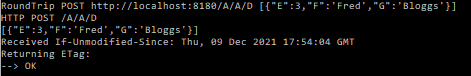 RoundTrip POST http://localhost:8180/A/A/D [{"E":3,"F":'Fred',"G":'Bloggs'}]
HTTP POST /A/A/D
[{"E":3,"F":'Fred',"G":'Bloggs'}]
Received If-Unmodified-Since: Thu, 09 Dec 2021 17:54:04 GMT
Returning ETag:
--> OK